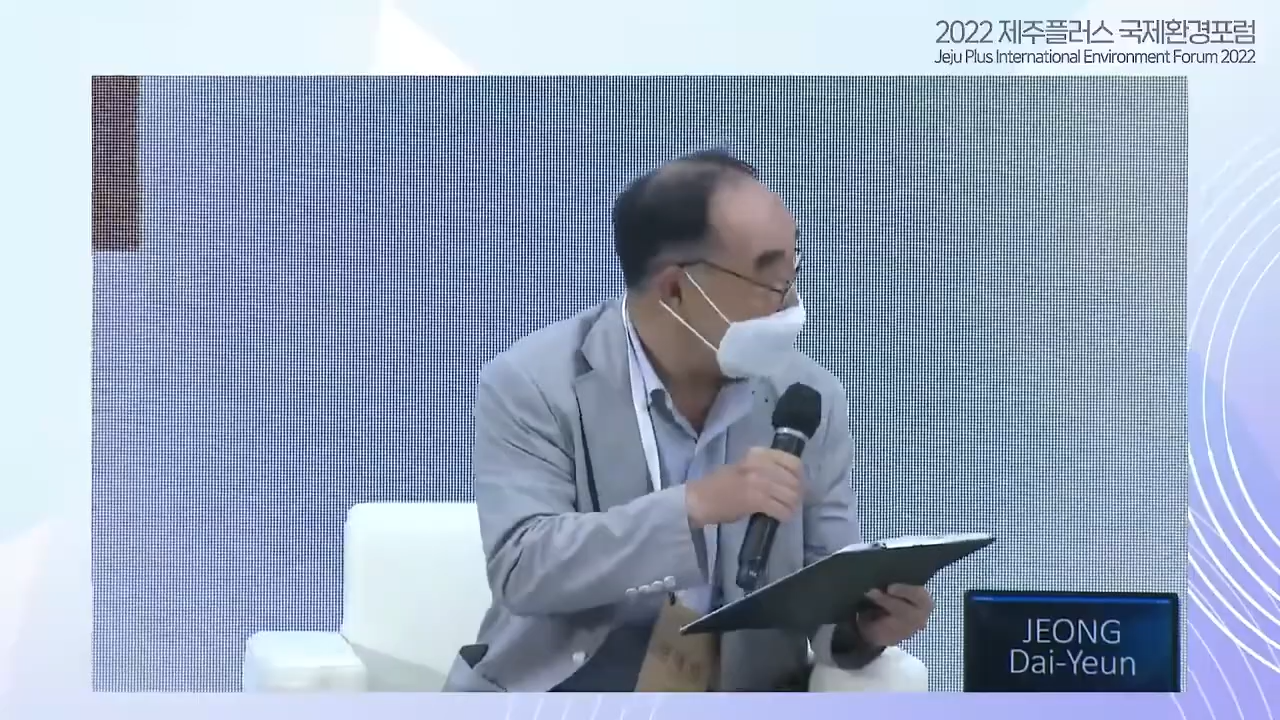 2022 제주플러스 국제환경포럼
Jeju Plus International Environment Forum 2022
JEONG
Dai-Yeun